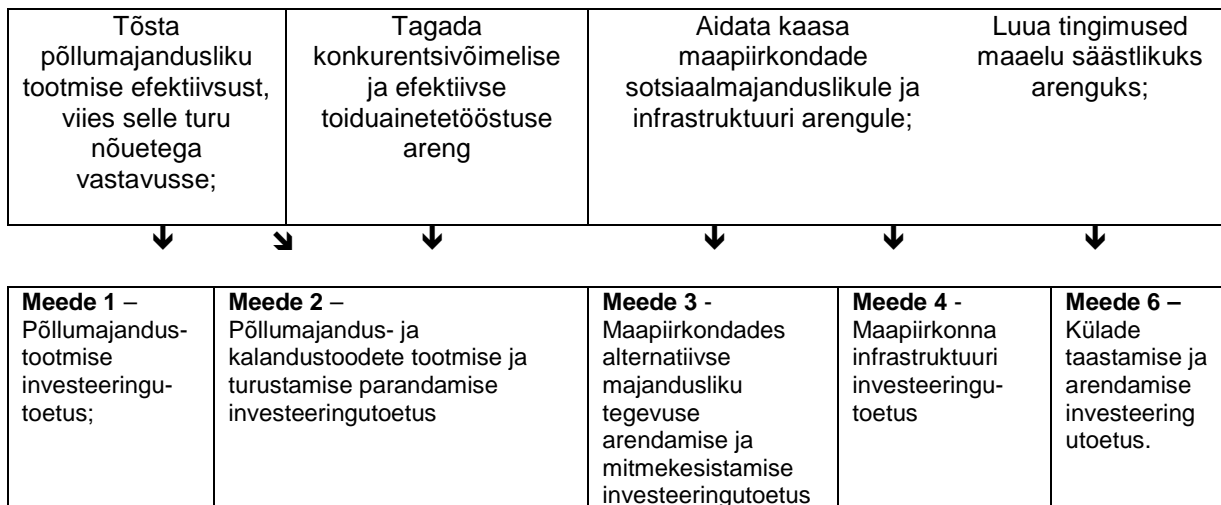 Tõsta
põllumajandusliku
tootmise efektiivsust,
viies selle turu
nõuetega
vastavusse;
Tagada
konkurentsivõimelise
ja efektiivse
toiduainetetööstuse
areng
Aidata kaasa
maapiirkondade
sotsiaalmajanduslikule ja
infrastruktuuri arengule;
Luua tingimused
maaelu säästlikuks
arenguks;
Meede 1 –
Põllumajandus-
tootmise
investeeringu-
toetus;
Meede 2 –
Põllumajandus- ja
kalandustoodete tootmise ja
turustamise parandamise
investeeringutoetus
Meede 3 -
Maapiirkondades
alternatiivse
majandusliku
tegevuse
arendamise ja
mitmekesistamise
investeeringutoetus
Meede 4 -
Maapiirkonna
infrastruktuuri
investeeringu-
toetus
Meede 6 –
Külade
taastamise ja
arendamise
investeering
utoetus.